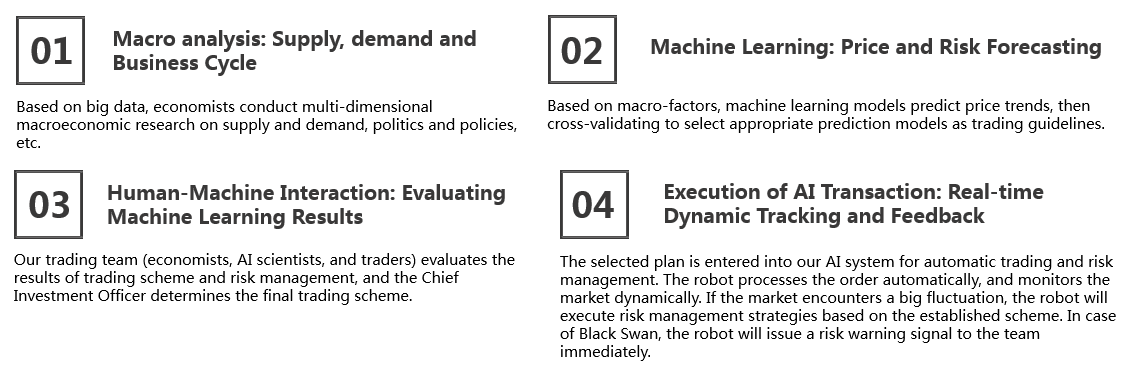 01
Macro analysis: Supply, demand and
Business Cycle
Based on big data, economists conduct multi-dimensional
macroeconomic research on supply and demand, politics and policies,
etc.
02
Machine Learning: Price and Risk Forecasting
Based on macro-factors, machine learning models predict price trends, then
cross-validating to select appropriate prediction models as trading guidelines.
03
Human-Machine Interaction: Evaluating
Machine Learning Results
Our trading team (economists, AI scientists, and traders) evaluates the
results of trading scheme and risk management, and the Chief
Investment Officer determines the final trading scheme.
04
Execution of AI Transaction: Real-time
Dynamic Tracking and Feedback
The selected plan is entered into our AI system for automatic trading and risk
management. The robot processes the order automatically, and monitors the
market dynamically. If the market encounters a big fluctuation, the robot will
execute risk management strategies based on the established scheme. In case
of Black Swan, the robot will issue a risk warning signal to the team
immediately.